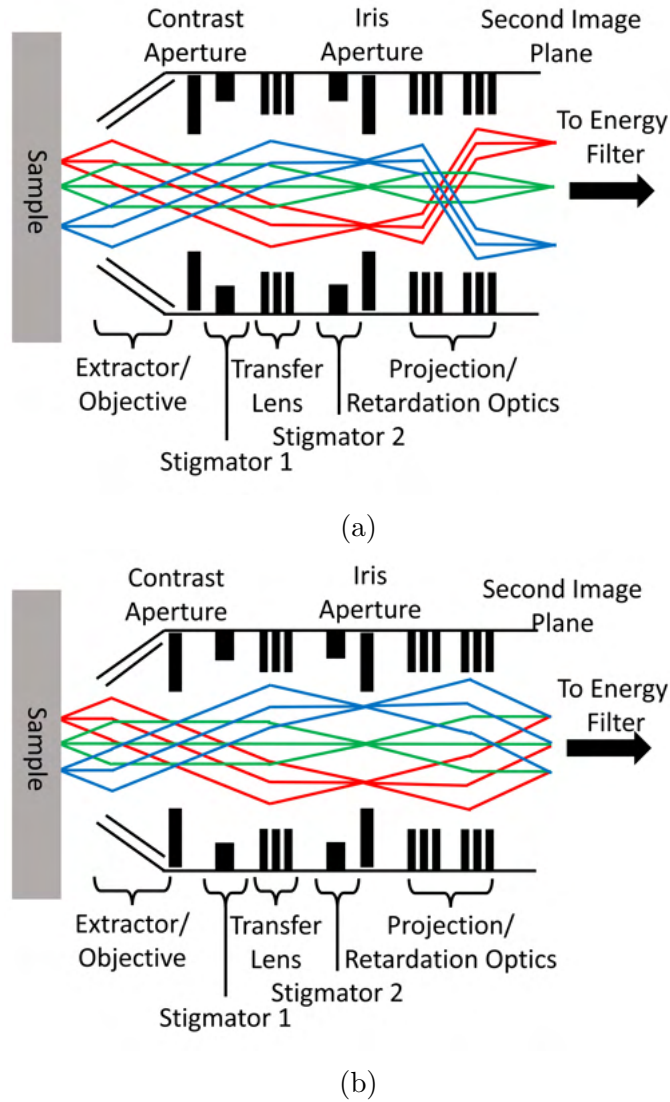 Contrast
Aperture
Iris
Aperture
Second Image
Plane
To Energy
Filter
Sample
Extractor/
Objective
Transfer
Lens
Projection/
Retardation Optics
Stigmator 2
Stigmator 1
(a)
Contrast
Aperture
Iris
Aperture
Second Image
Plane
To Energy
Filter
Sample
Extractor/
Objective
Transfer
Lens
Projection/
Retardation Optics
Stigmator 2
Stigmator 1
(b)